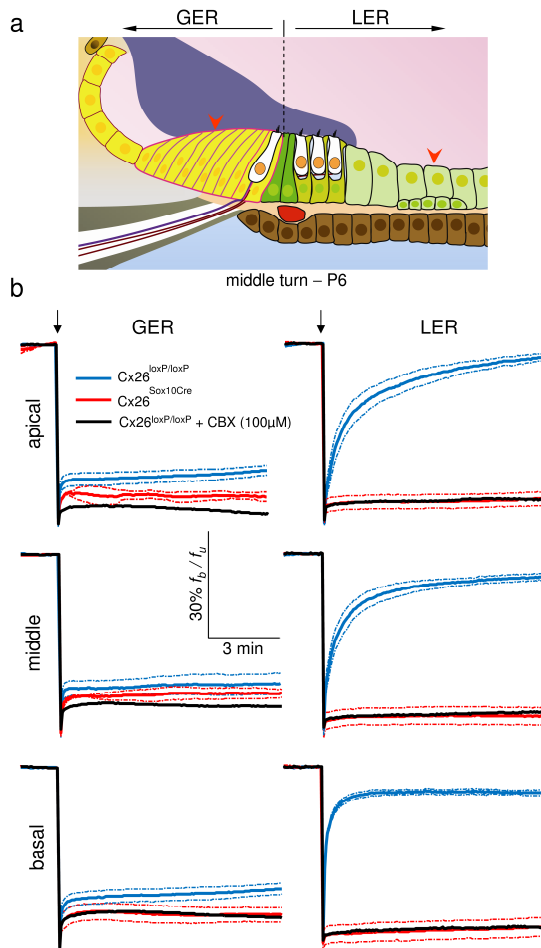 a
GER
LER
middle turn – P6
b
GER
LER
Cx26loxP/loxP
Cx26Sox10Cre
Cx26loxP/loxP + CBX (100µM)
apical
30% fb / fu
3 min
middle
basal